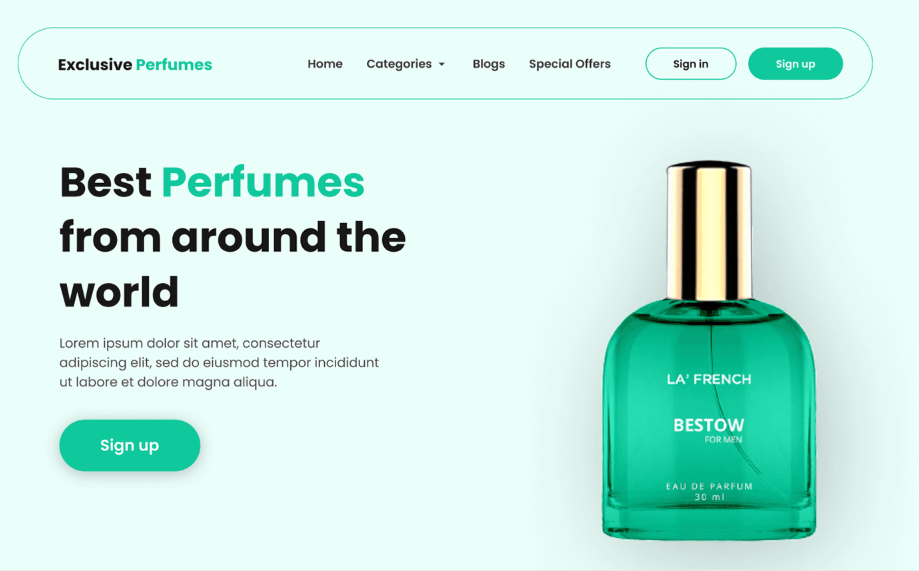 Exclusive Perfumes
Home
Categories
Blogs
Special Offers
Sign in
Sign up
Best Perfumes
from around the
world
Lorem ipsum dolor sit amet, consectetur
adipiscing elit, sed do eiusmod tempor incididunt
ut labore et dolore magna aliqua.
Sign up
LA' FRENCH
BESTOW
FOR MEN
EAU DE PARFUM
30 ml